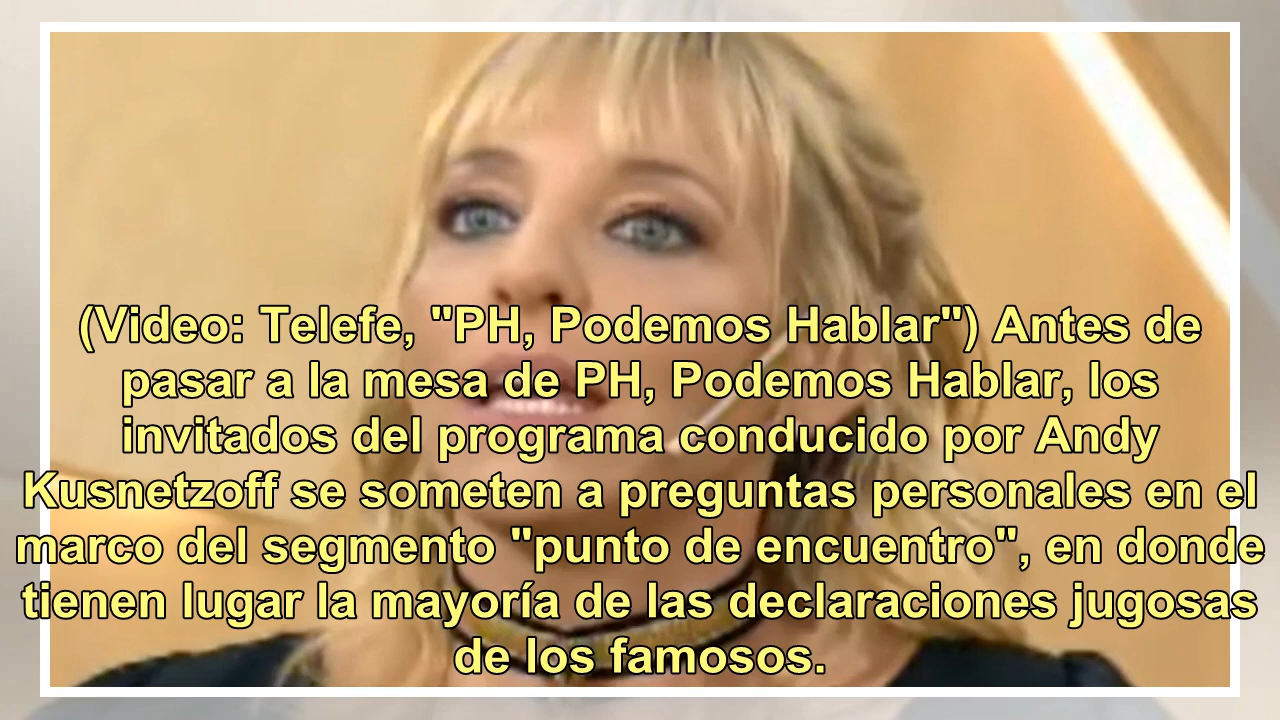 (Video: Telefe, "PH, Podemos Hablar") Antes de
pasar a la mesa de PH, Podemos Hablar, los
invitados del programa conducido por Andy
Kusnetzoff se someten a preguntas personales en el
marco del segmento "punto de encuentro", en donde
tienen lugar la mayoría de las declaraciones jugosas
de los famosos.